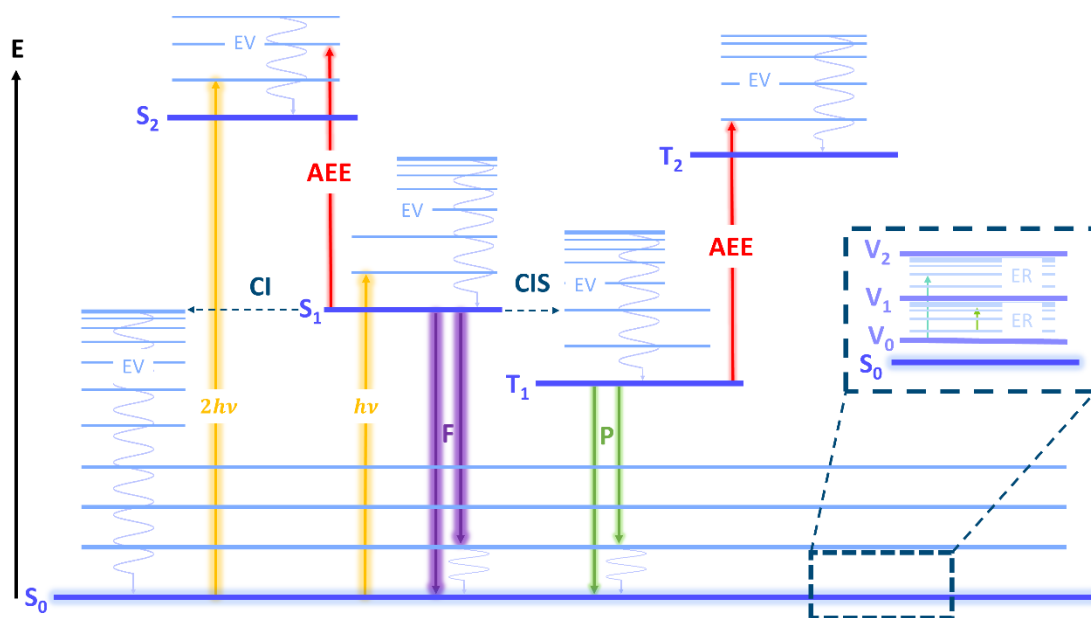 E
EV
EV
S₂
AEE
T₂
EV
EV
AEE
V₂
ER
CI
CIS
V₁
S₁
ER
EV
V₀
S₀
T₁
2hν
hν
F
P
S₀